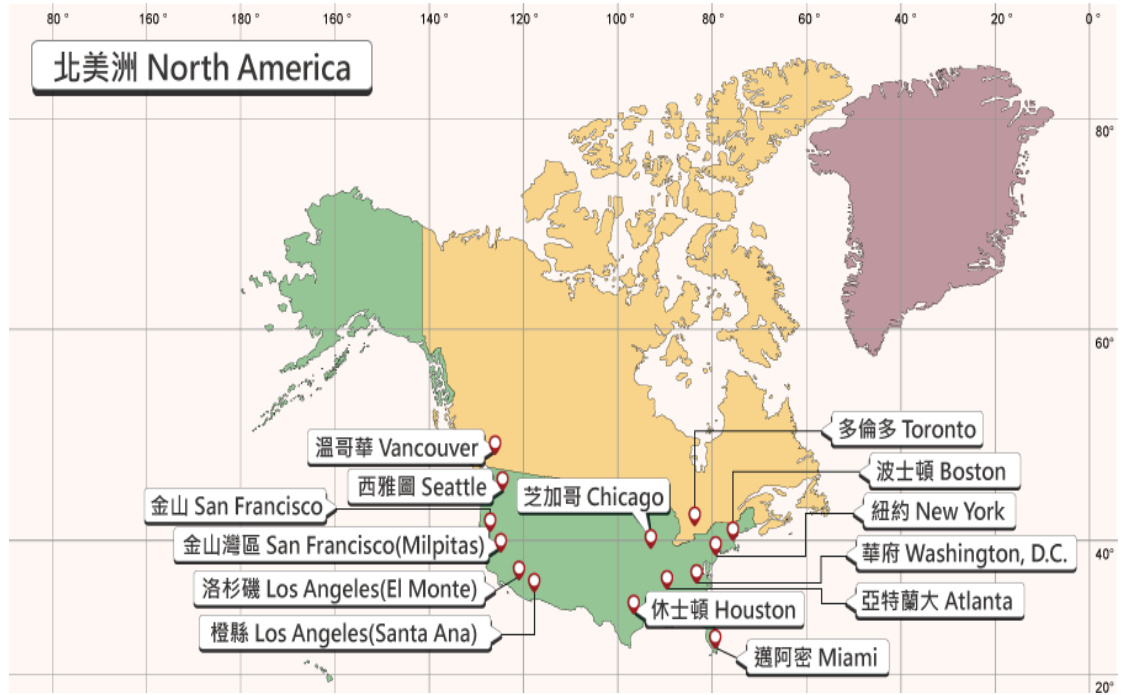 80° 160° 160° 140° 120° 100° 80° 60° 40° 20° 0°
北美洲 North America
80°
60°
多倫多 Toronto
溫哥華 Vancouver
波士頓 Boston
西雅圖 Seattle
芝加哥 Chicago
金山 San Francisco
紐約 New York
40°
金山灣區 San Francisco(Milpitas)
華府 Washington, D.C.
洛杉磯 Los Angeles(El Monte)
亞特蘭大 Atlanta
休士頓 Houston
橙縣 Los Angeles(Santa Ana)
邁阿密 Miami
20°